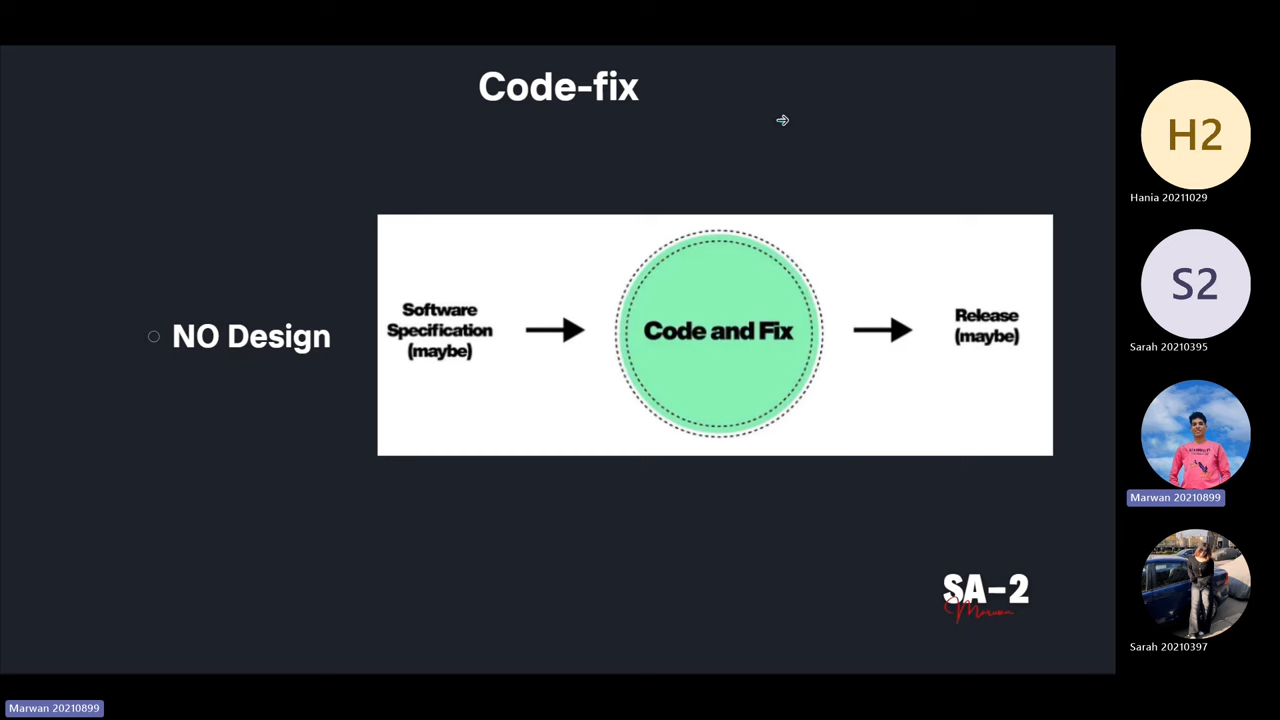 Code-fix
NO Design
Software
Specification
(maybe)
Code and Fix
Release
(maybe)
SA-2
Marwan
H2
Hania 20211029
S2
Sarah 20210395
Marwan 20210899
Sarah 20210397
Marwan 20210899